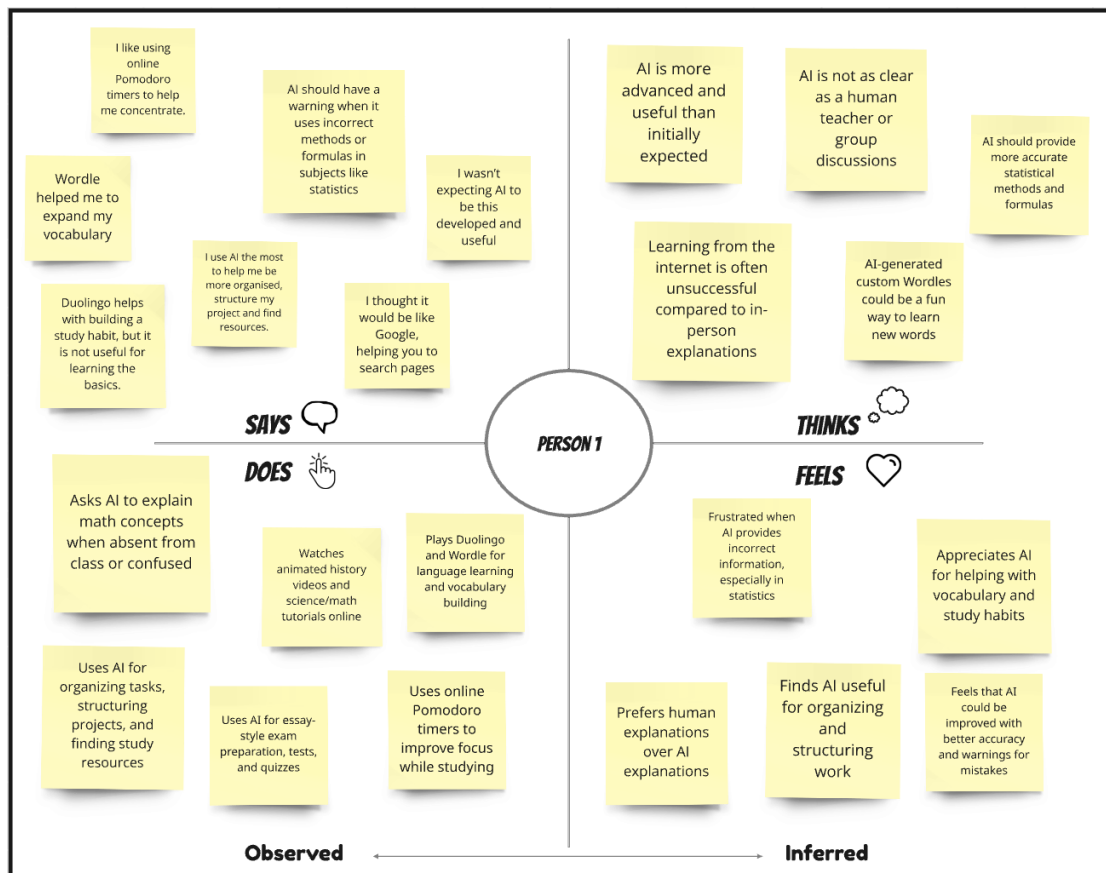 I like using
online
Pomodoro
timers to help
me concentrate.
AI should have a
warning when it
uses incorrect
methods or
formulas in
subjects like
statistics
Wordle
helped me to
expand my
vocabulary
I wasn't
expecting AI to
be this
developed and
useful
I use AI the most
to help me be
more organised,
structure my
project and find
resources.
Duolingo helps
with building a
study habit, but it
is not useful for
learning the
basics.
I thought it
would be like
Google,
helping you to
search pages
SAYS
AI is more
advanced and
useful than
initially
expected
AI is not as clear
as a human
teacher or
group
discussions
AI should provide
more accurate
statistical
methods and
formulas
Learning from the
internet is often
unsuccessful
compared to in-
person
explanations
AI-generated
custom Wordles
could be a fun
way to learn
new words
THINKS
PERSON 1
DOES
Asks AI to explain
math concepts
when absent from
class or confused
Watches
animated history
videos and
science/math
tutorials online
Plays Duolingo and
Wordle for
language learning
and vocabulary
building
Uses AI for
organizing tasks,
structuring
projects, and
finding study
resources
Uses AI for essay-
style exam
preparation, tests,
and quizzes
Uses online
Pomodoro
timers to
improve focus
while studying
FEELS
Frustrated when
AI provides
incorrect
information,
especially in
statistics
Appreciates AI
for helping with
vocabulary and
study habits
Prefers human
explanations
over AI
explanations
Finds AI useful
for organizing
and
structuring
work
Feels that AI
could be
improved with
better accuracy
and warnings for
mistakes
Observed
Inferred